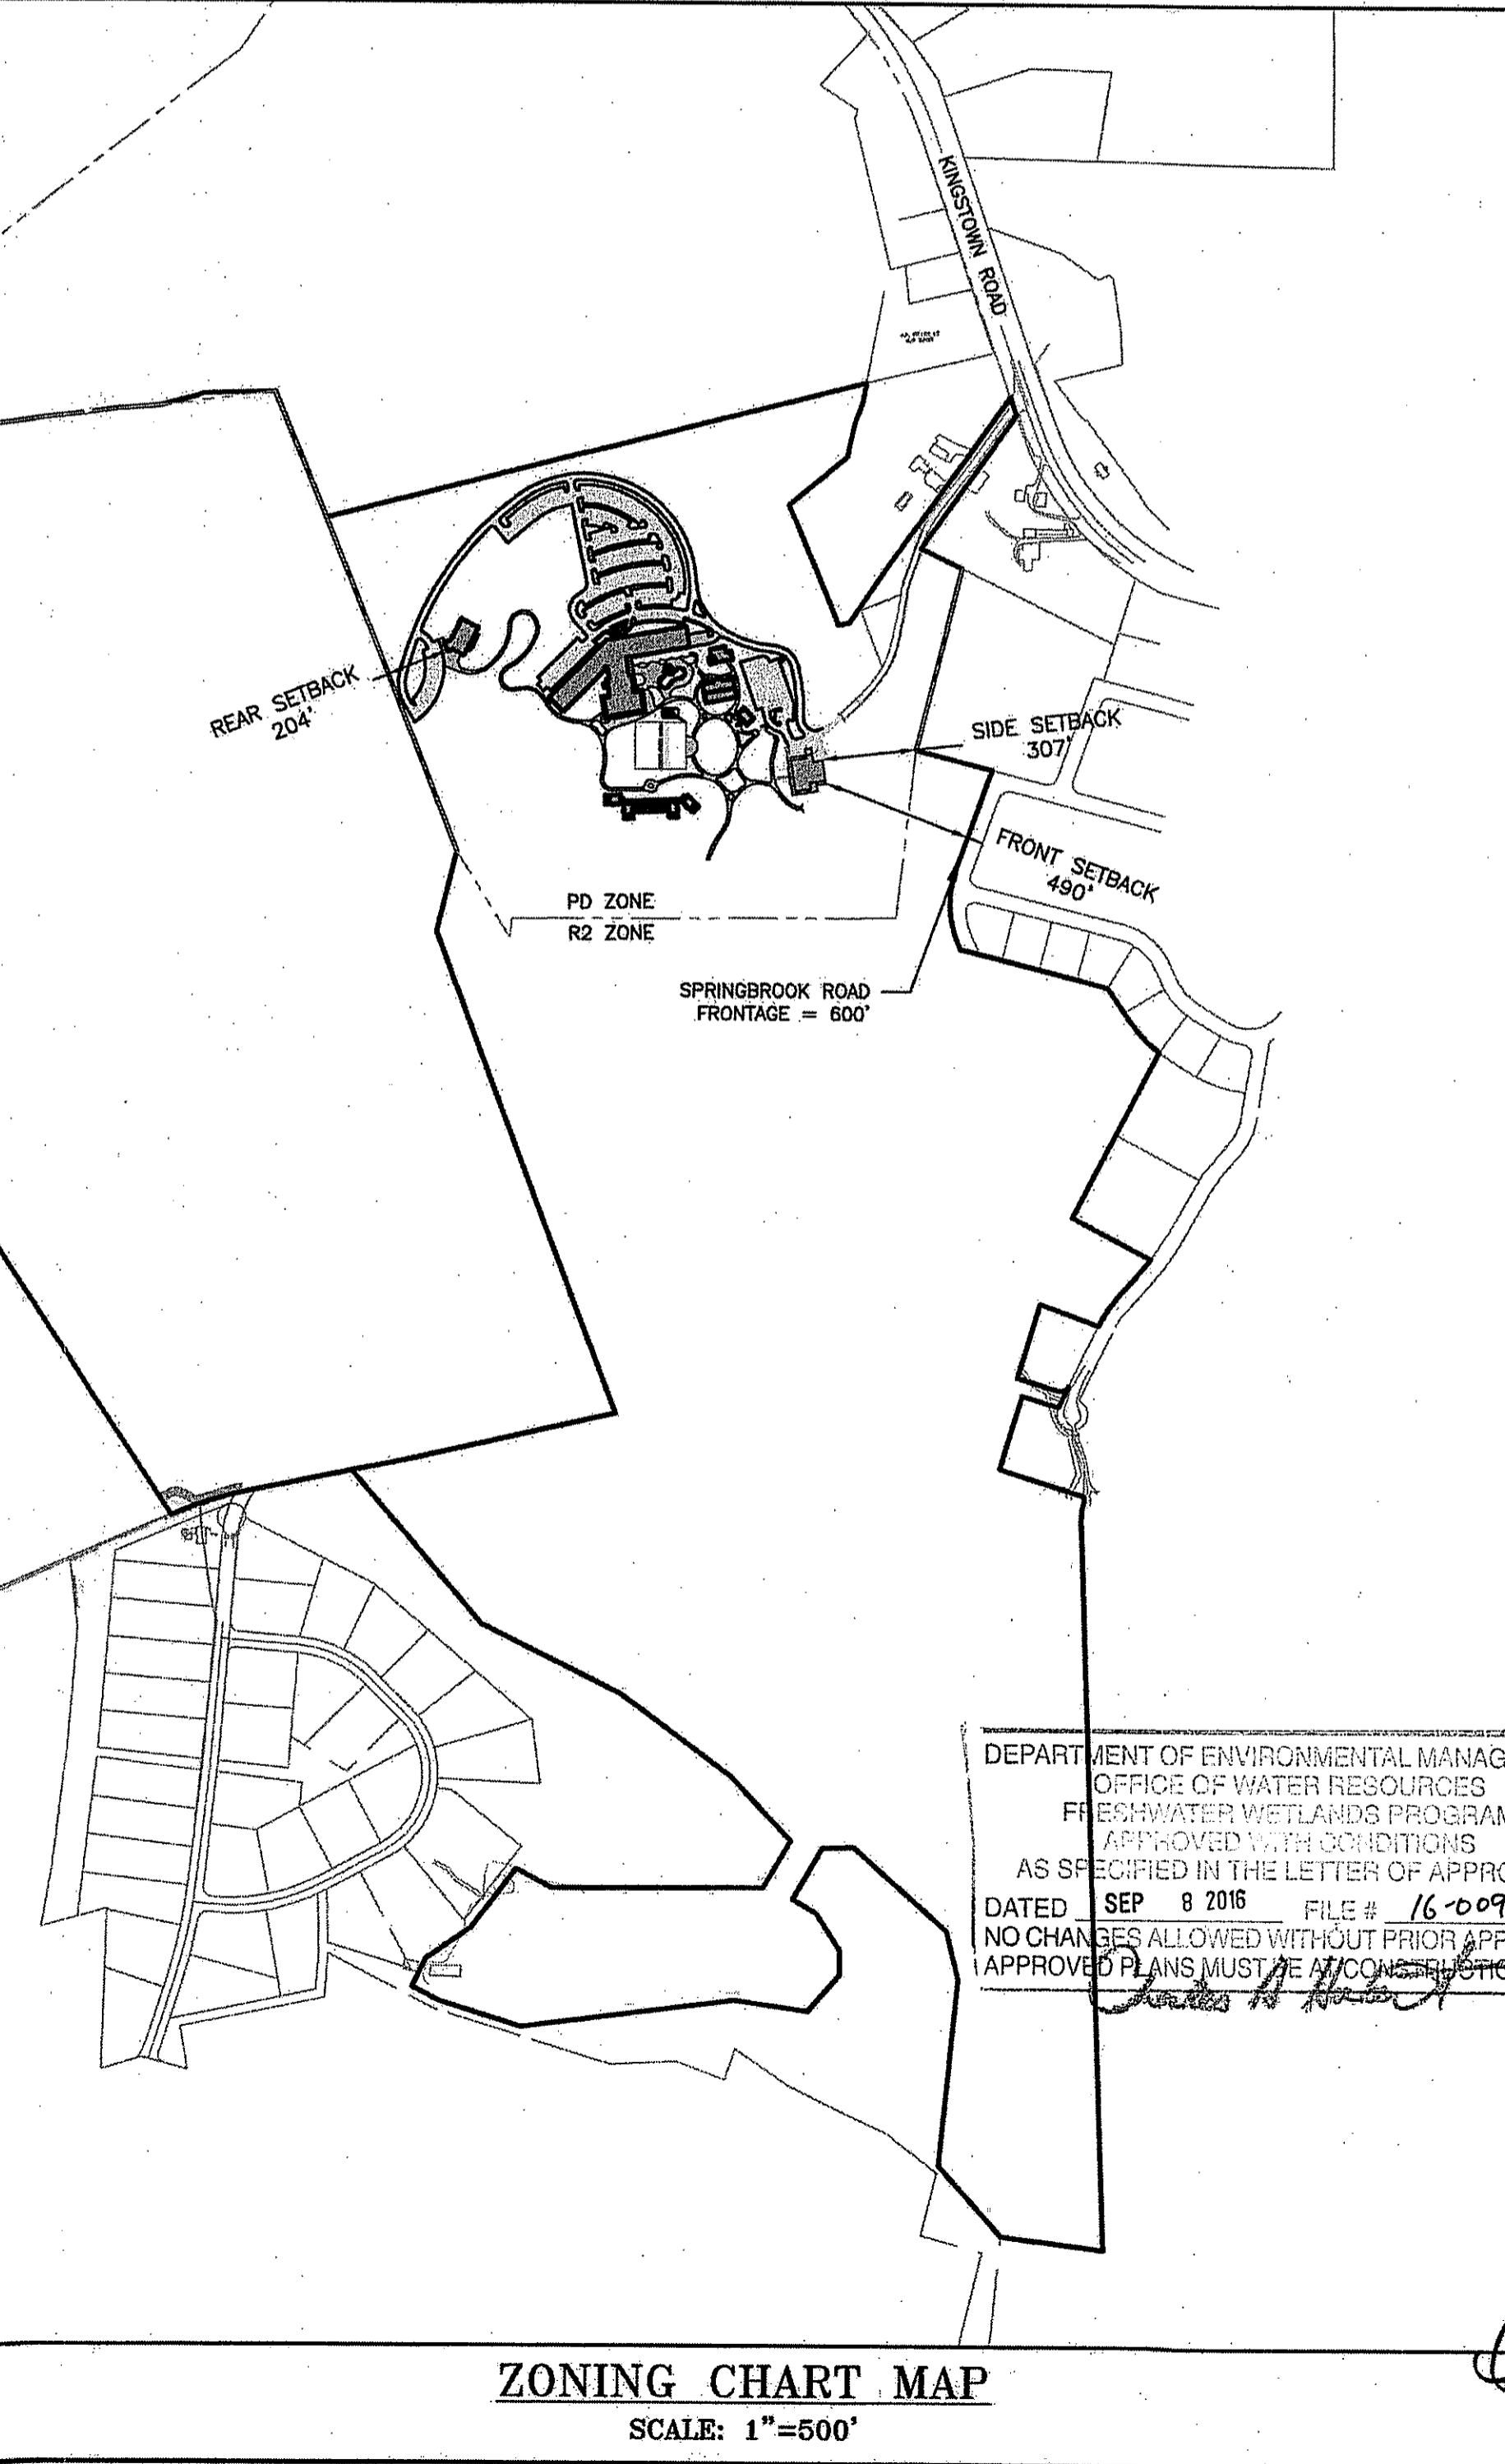 KINGSTOWN ROAD
REAR SETBACK
204'
SIDE SETBACK
307'
FRONT SETBACK
490'
PD ZONE
R2 ZONE
SPRINGBROOK ROAD
FRONTAGE = 600'
DEPARTMENT OF ENVIRONMENTAL MANAG
OFFICE OF WATER RESOURCES
FRESHWATER WETLANDS PROGRAM
APPROVED WITH CONDITIONS
AS SPECIFIED IN THE LETTER OF APPRO
DATED SEP 8 2016 FILE # 16-009
NO CHANGES ALLOWED WITHOUT PRIOR APP
APPROVED PLANS MUST BE AT CONSTRUCTIO
ZONING CHART MAP
SCALE: 1"=500'